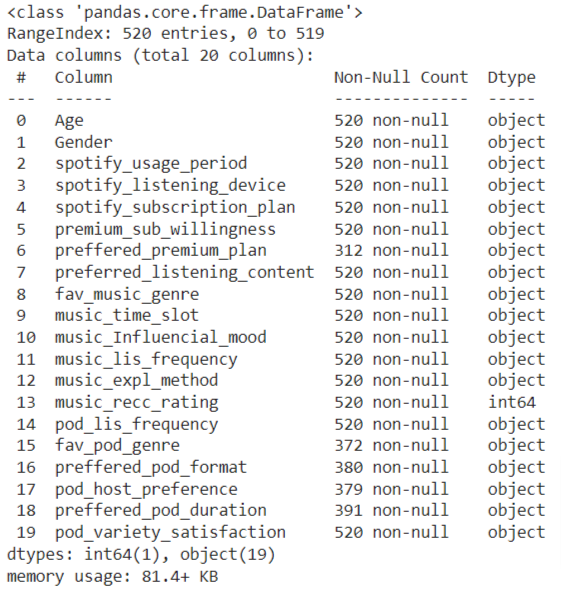 <class 'pandas.core.frame.DataFrame'>
RangeIndex: 520 entries, 0 to 519
Data columns (total 20 columns):
 #   Column                       Non-Null Count  Dtype
---  ------                       --------------  -----
 0   Age                          520 non-null    object
 1   Gender                       520 non-null    object
 2   spotify_usage_period         520 non-null    object
 3   spotify_listening_device     520 non-null    object
 4   spotify_subscription_plan    520 non-null    object
 5   premium_sub_willingness      520 non-null    object
 6   preffered_premium_plan       312 non-null    object
 7   preferred_listening_content  520 non-null    object
 8   fav_music_genre              520 non-null    object
 9   music_time_slot              520 non-null    object
 10  music_Influencial_mood       520 non-null    object
 11  music_lis_frequency          520 non-null    object
 12  music_expl_method            520 non-null    object
 13  music_recc_rating            520 non-null    int64
 14  pod_lis_frequency            520 non-null    object
 15  fav_pod_genre                372 non-null    object
 16  preffered_pod_format         380 non-null    object
 17  pod_host_preference          379 non-null    object
 18  preffered_pod_duration       391 non-null    object
 19  pod_variety_satisfaction     520 non-null    object
dtypes: int64(1), object(19)
memory usage: 81.4+ KB